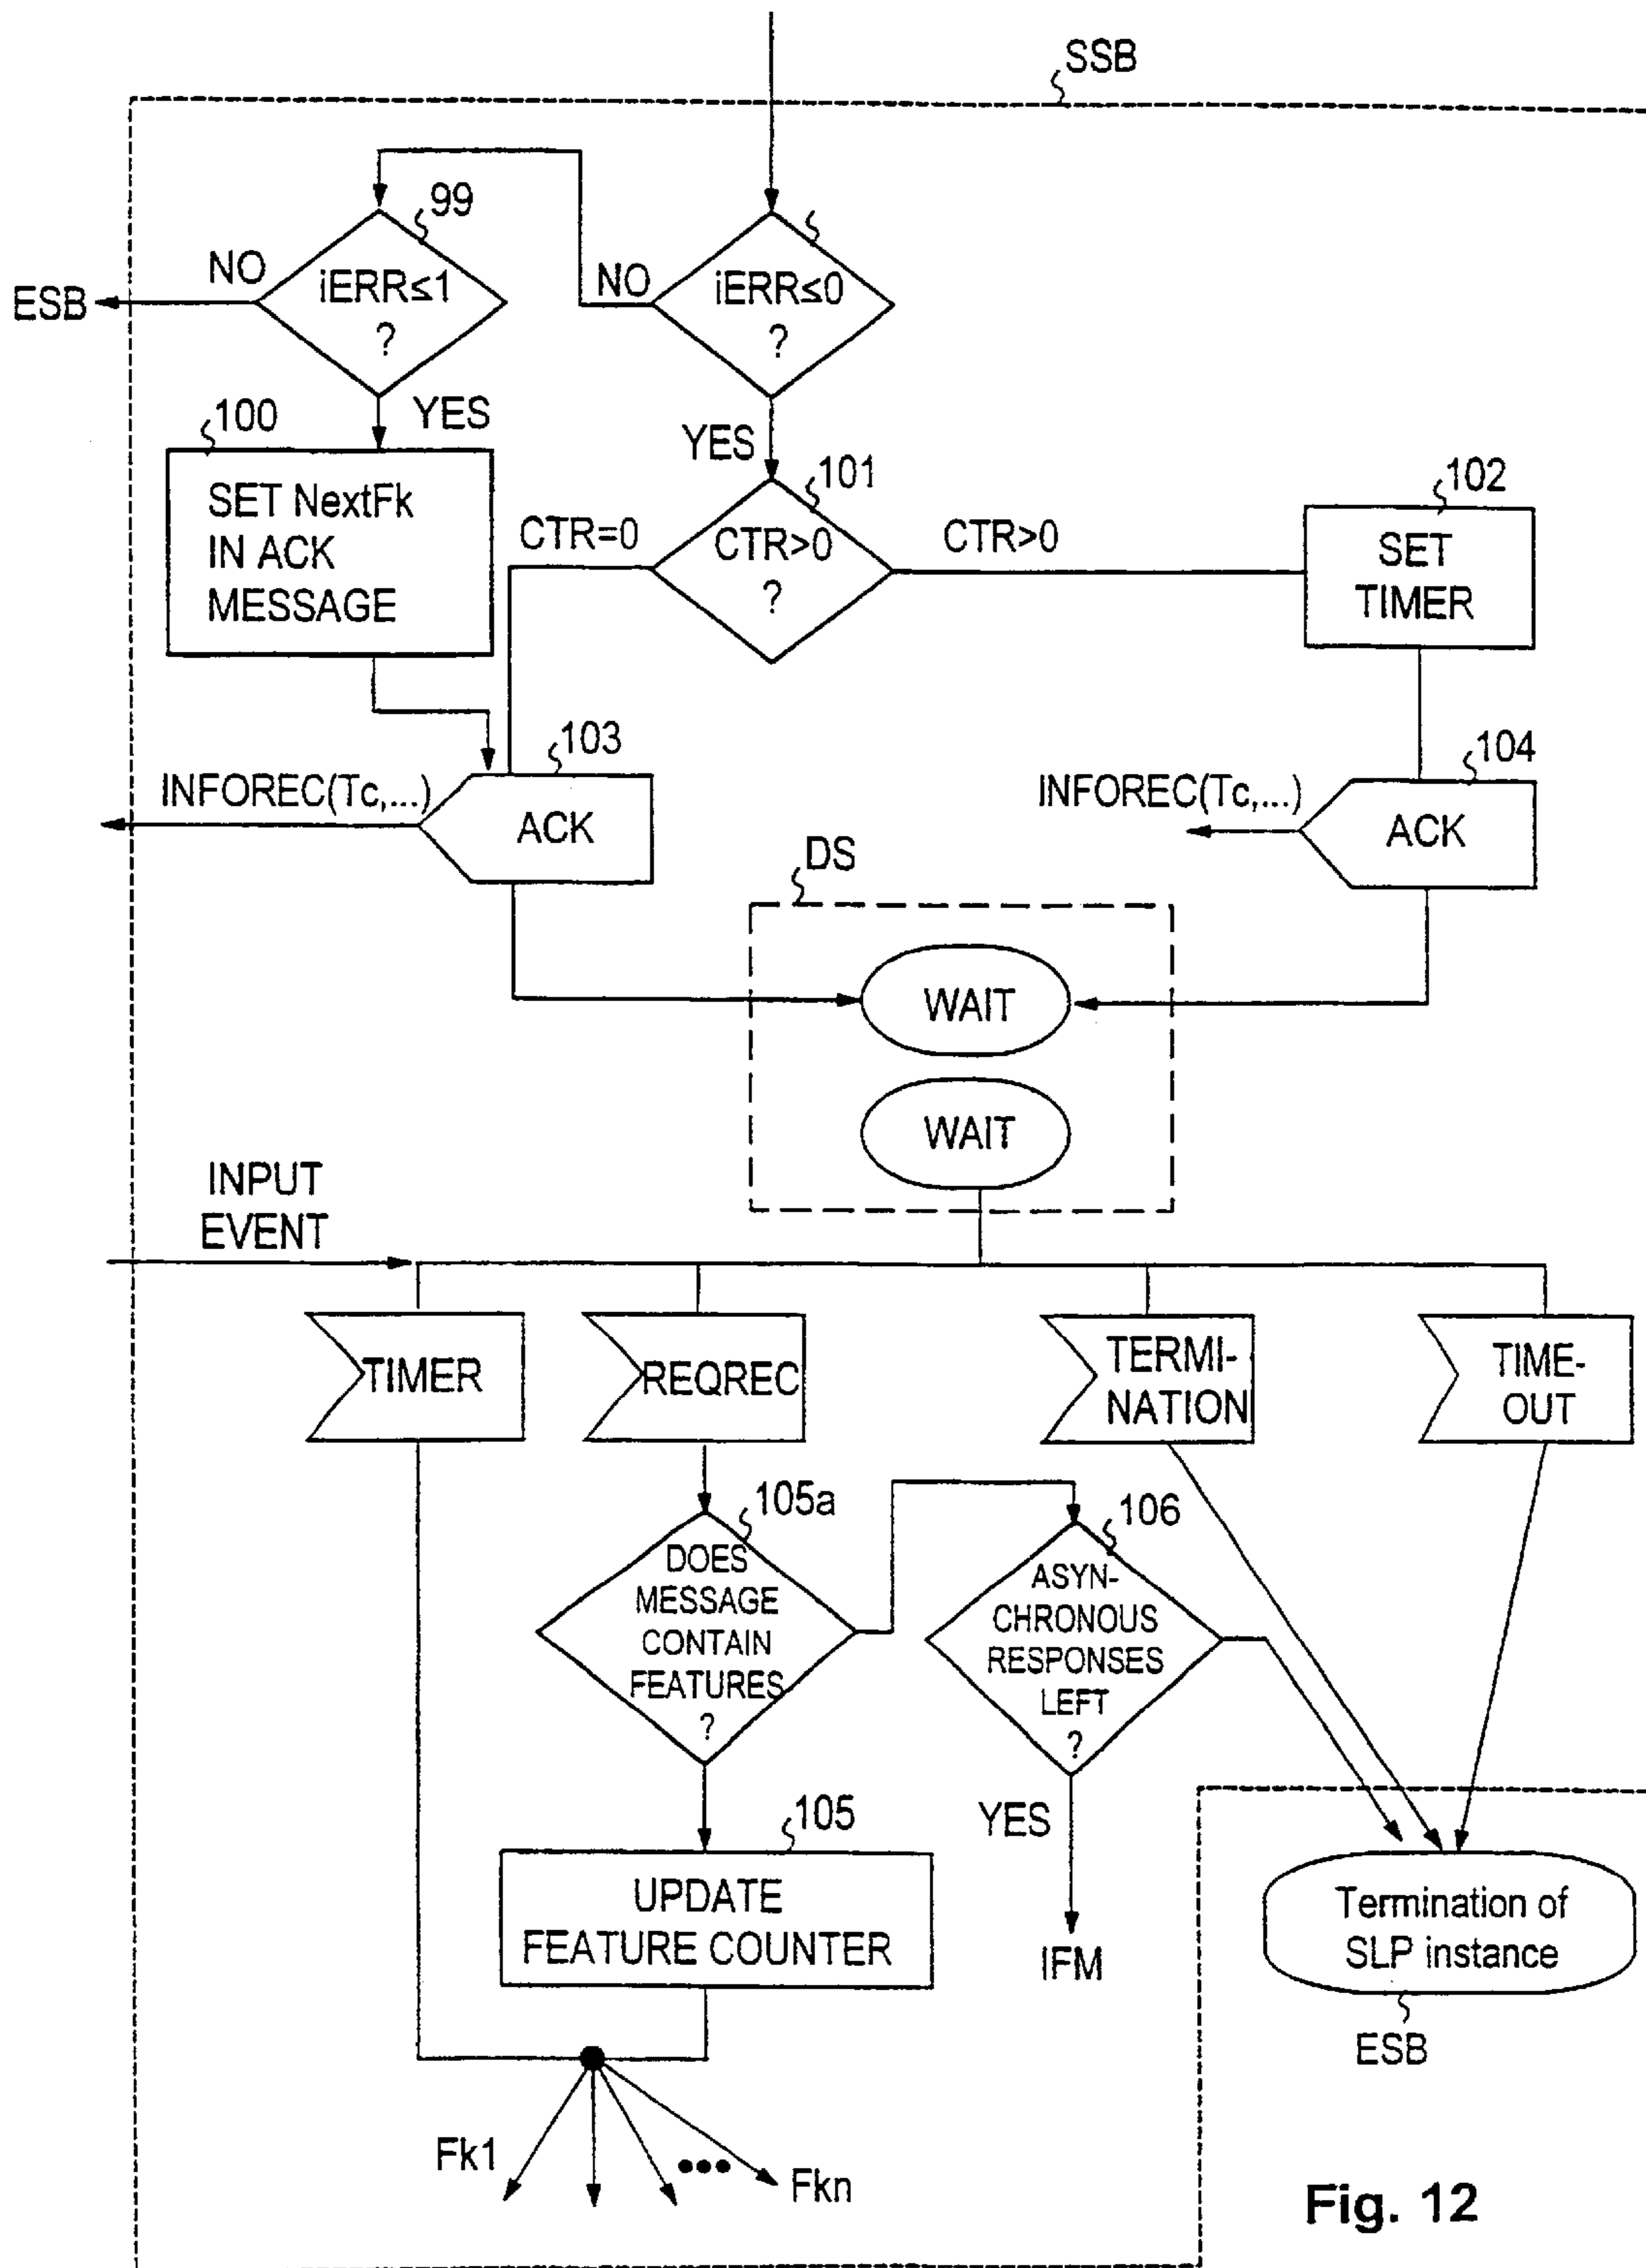 SSB
99
NO
iERR≤1
?
ESB
NO
iERR≤0
?
YES
100
YES
101
102
SET NextFk
IN ACK
MESSAGE
CTR=0
CTR>0
?
CTR>0
SET
TIMER
103
104
INFOREC(Tc,...)
ACK
INFOREC(Tc,...)
ACK
DS
WAIT
WAIT
INPUT
EVENT
TIMER
REQREC
TERMI-
NATION
TIME-
OUT
105a
106
DOES
MESSAGE
CONTAIN
FEATURES
?
ASYN-
CHRONOUS
RESPONSES
LEFT
?
YES
105
UPDATE
FEATURE COUNTER
IFM
Termination of
SLP instance
ESB
Fk1
•••
Fkn
Fig. 12